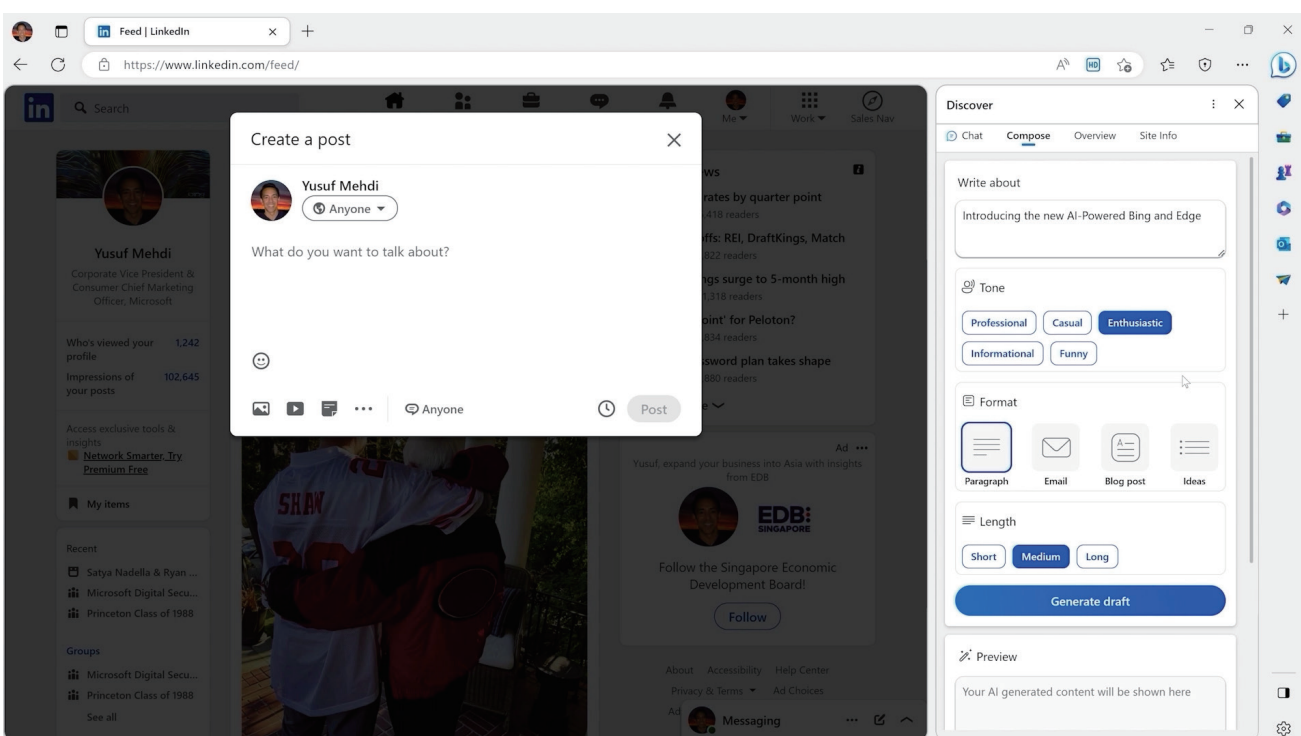 Feed | LinkedIn
https://www.linkedin.com/feed/
HD
in
Search
Me
Work
Sales Nav
Yusuf Mehdi
Corporate Vice President &
Consumer Chief Marketing
Officer, Microsoft
Who's viewed your 1,242
profile
Impressions of 102,645
your posts
Access exclusive tools &
insights
Network Smarter, Try
Premium Free
My items
Recent
Satya Nadella & Ryan ...
Microsoft Digital Secu...
Princeton Class of 1988
Groups
Microsoft Digital Secu...
Princeton Class of 1988
See all
Create a post
Yusuf Mehdi
Anyone
What do you want to talk about?
Anyone
Post
SHAW
rates by quarter point
,418 readers
REI, DraftKings, Match
822 readers
surge to 5-month high
1,318 readers
for Peloton?
834 readers
plan takes shape
880 readers
Ad
Yusuf, expand your business into Asia with insights
from EDB
EDB
SINGAPORE
Follow the Singapore Economic
Development Board!
Follow
About Accessibility Help Center
Privacy & Terms Ad Choices
Ad
Messaging
Discover
Chat Compose Overview Site Info
Write about
Introducing the new AI-Powered Bing and Edge
Tone
Professional Casual Enthusiastic
Informational Funny
Format
Paragraph Email Blog post Ideas
Length
Short Medium Long
Generate draft
Preview
Your AI generated content will be shown here